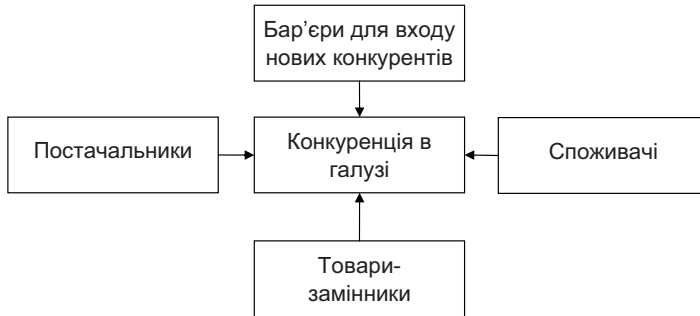 Бар’єри для входу
нових конкурентів
Постачальники
Конкуренція в
галузі
Споживачі
Товари-
замінники